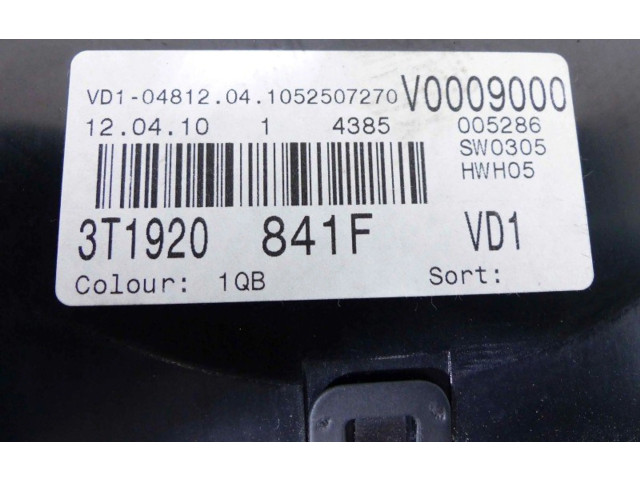 VD1-04812.04.1052507270 V0009000
12.04.10 1 4385 005286
SW0305
HWH05
3T1920 841F VD1
Colour: 1QB Sort: